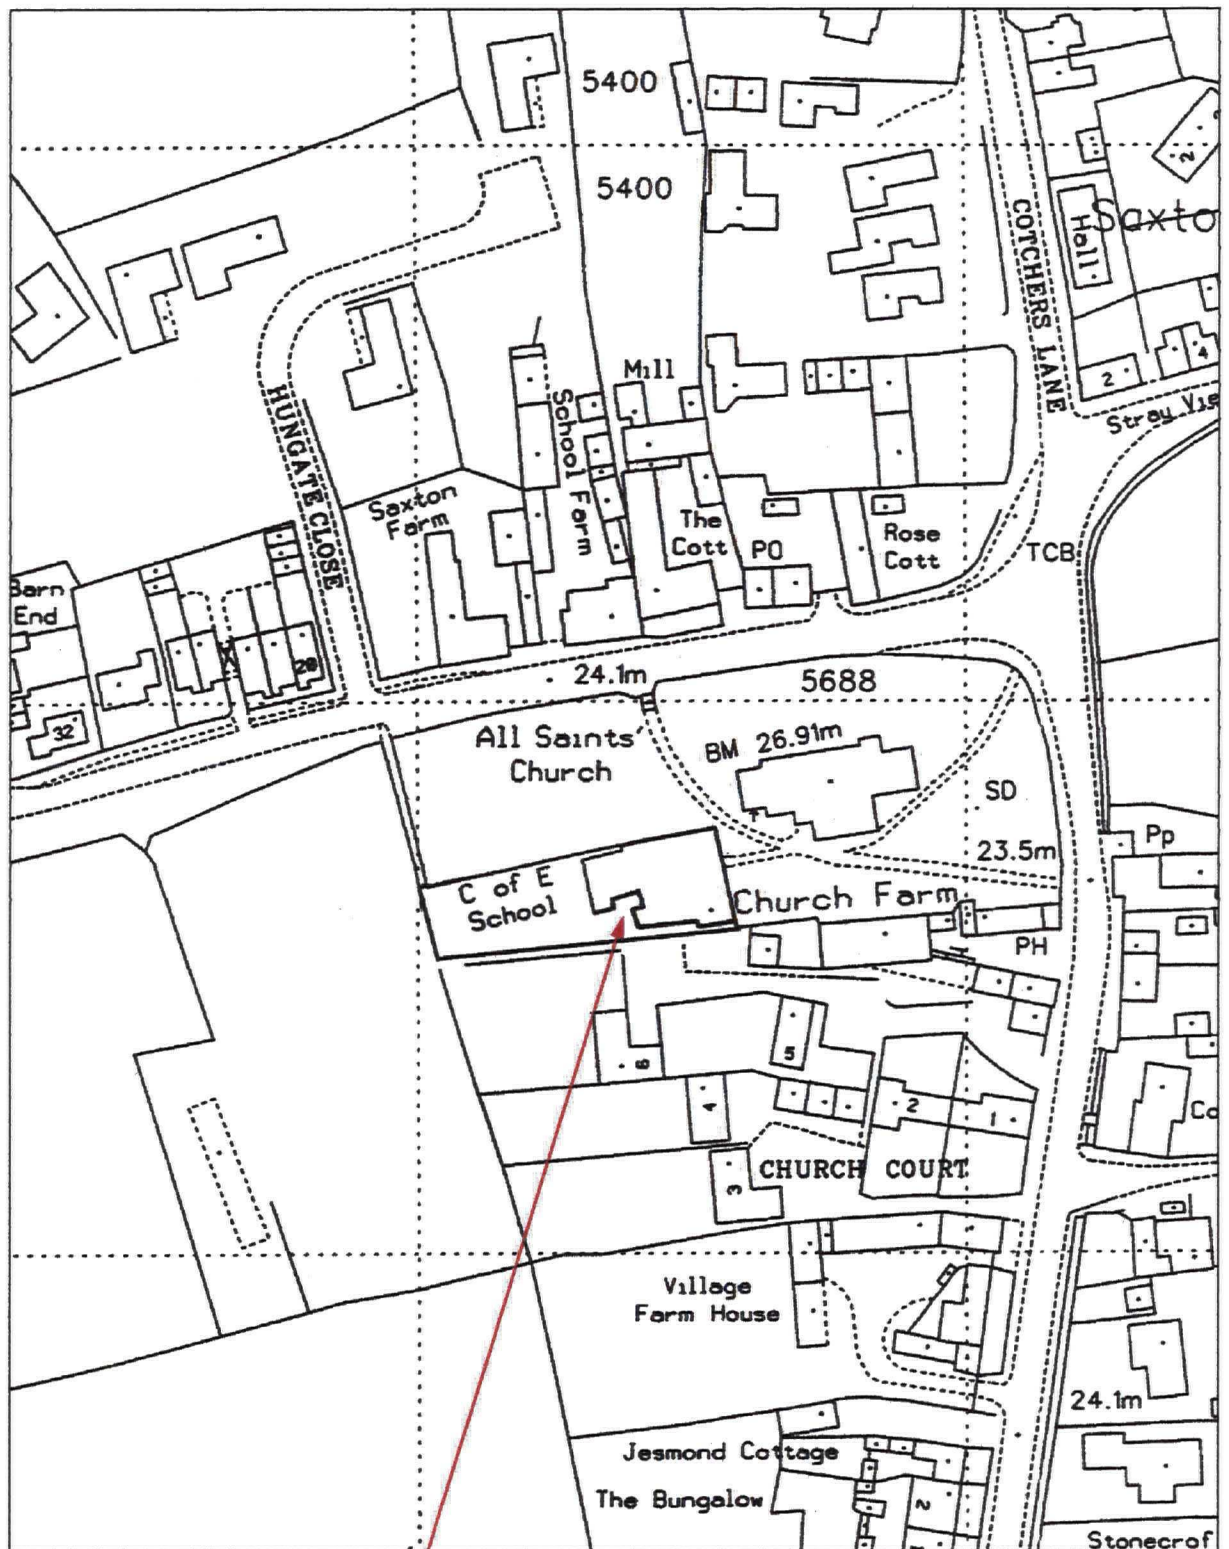 5400
5400
2
COTCHERS LANE
Hall
Saxto
Mill
2
4
Stray Vie
HUNGATE CLOSE
School Farm
Saxton
Farm
The
Cott
PO
Rose
Cott
TCB
Barn
End
28
32
24.1m
5688
All Saints'
Church
BM 26.91m
SD
23.5m
Pp
C of E
School
Church Farm
PH
6
5
4
2
1
Co
3
CHURCH COURT
Village
Farm House
24.1m
Jesmond Cottage
The Bungalow
2
Stonecrof